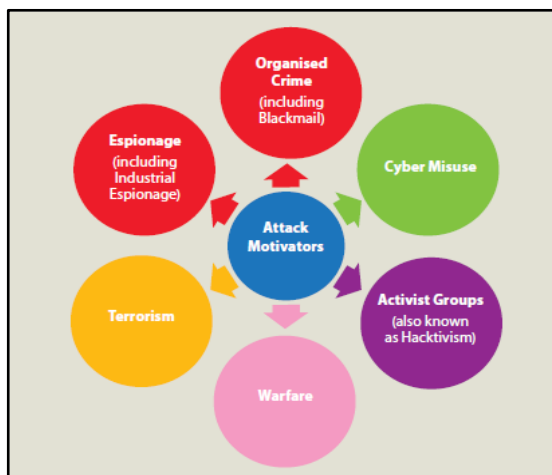 Organised
Crime
(including
Blackmail)
Espionage
(including
Industrial
Espionage)
Cyber Misuse
Attack
Motivators
Terrorism
Activist Groups
(also known
as Hacktivism)
Warfare